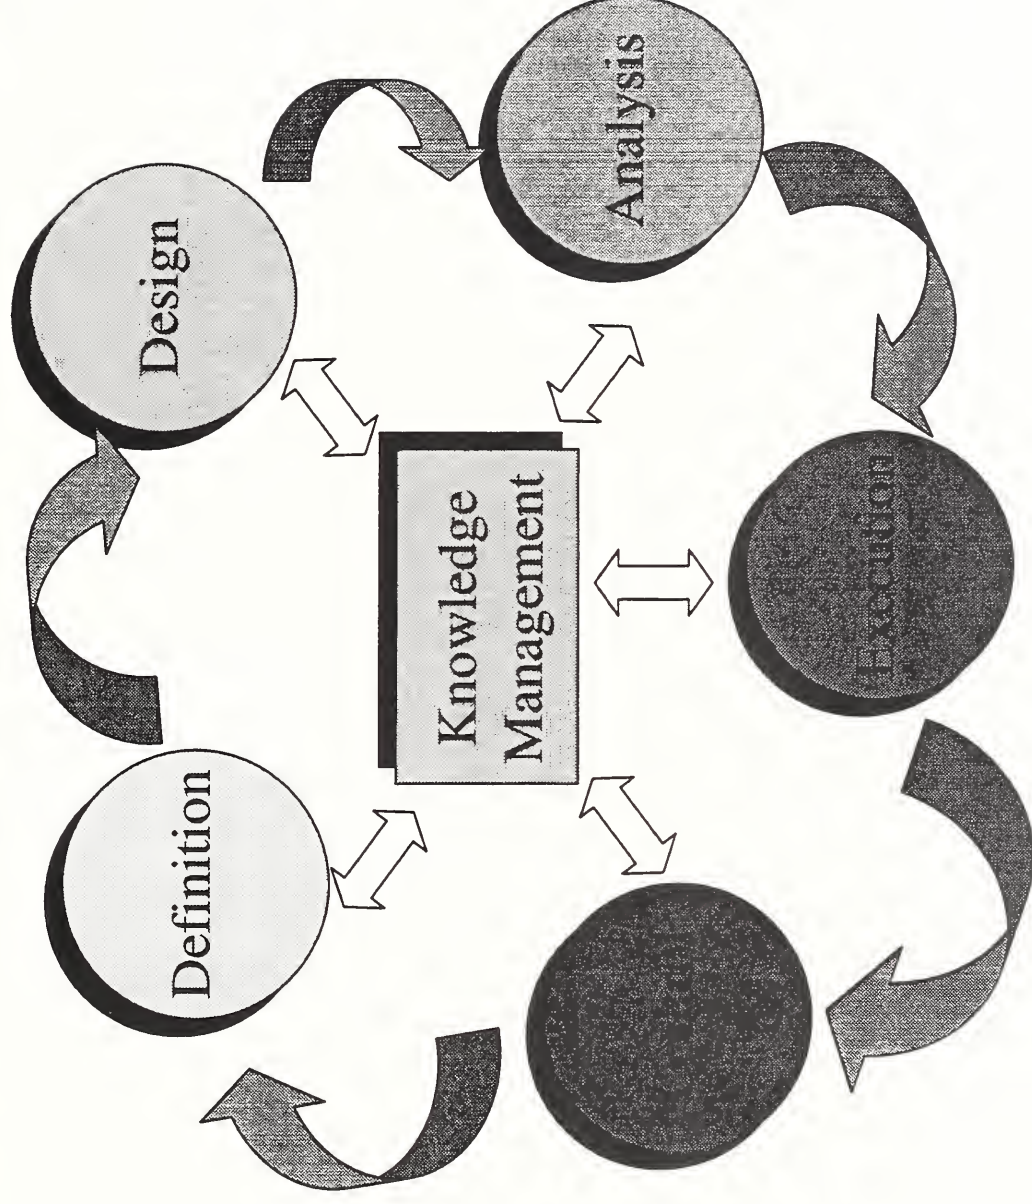 Definition
Design
Analysis
Execution
Knowledge
Management